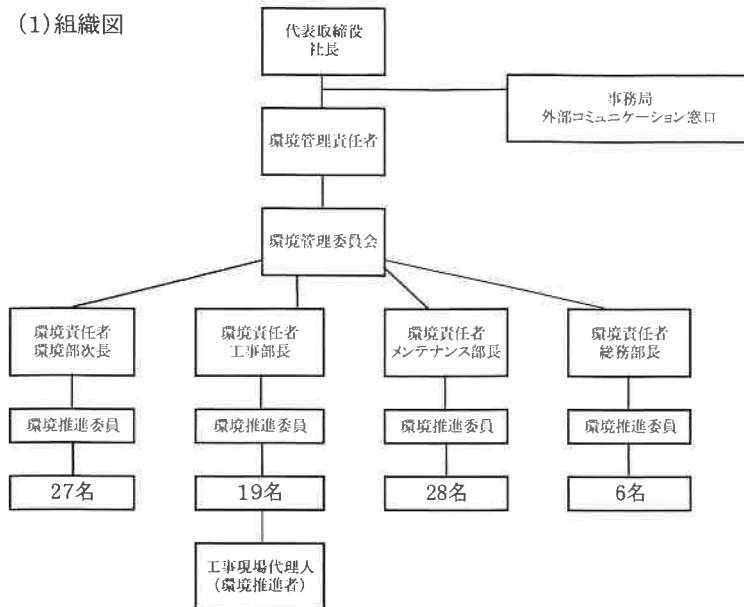 (1)組織図
代表取締役
社長
事務局
外部コミュニケーション窓口
環境管理責任者
環境管理委員会
環境責任者
環境部次長
環境責任者
工事部長
環境責任者
メンテナンス部長
環境責任者
総務部長
環境推進委員
環境推進委員
環境推進委員
環境推進委員
27名
19名
28名
6名
工事現場代理人
(環境推進者)